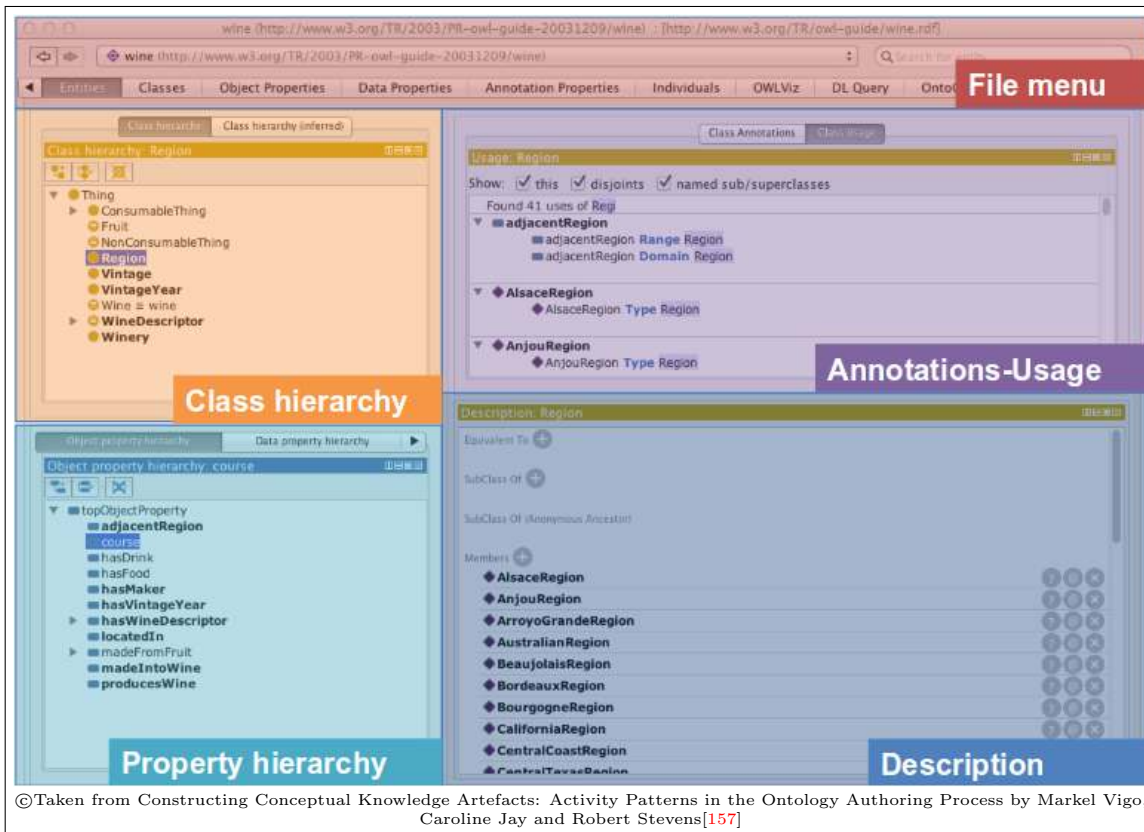 wine (http://www.w3.org/TR/2003/PR-owl-guide-20031209/wine) : [http://www.w3.org/TR/owl-guide/wine.rdf]
wine (http://www.w3.org/TR/2003/PR-owl-guide-20031209/wine)
Search for
Entities Classes Object Properties Data Properties Annotation Properties Individuals OWLViz DL Query
File menu
Class hierarchy Class hierarchy (inferred)
Class hierarchy: Region
Thing
ConsumableThing
Fruit
NonConsumableThing
Region
Vintage
VintageYear
Wine ≡ wine
WineDescriptor
Winery
Class hierarchy
Class Annotations Class Usage
Usage: Region
Show: this disjoints named sub/superclasses
Found 41 uses of Regi
adjacentRegion
adjacentRegion Range Region
adjacentRegion Domain Region
AlsaceRegion
AlsaceRegion Type Region
AnjouRegion
AnjouRegion Type Region
Annotations-Usage
Object property hierarchy Data property hierarchy
Object property hierarchy: course
topObjectProperty
adjacentRegion
course
hasDrink
hasFood
hasMaker
hasVintageYear
hasWineDescriptor
locatedIn
madeFromFruit
madeIntoWine
producesWine
Property hierarchy
Description: Region
Equivalent To
SubClass Of
SubClass Of (Anonymous Ancestor)
Members
AlsaceRegion
AnjouRegion
ArroyoGrandeRegion
AustralianRegion
BeaujolaisRegion
BordeauxRegion
BourgogneRegion
CaliforniaRegion
CentralCoastRegion
CentralTexasRegion
Description
©Taken from Constructing Conceptual Knowledge Artefacts: Activity Patterns in the Ontology Authoring Process by Markel Vigo,
Caroline Jay and Robert Stevens[157]